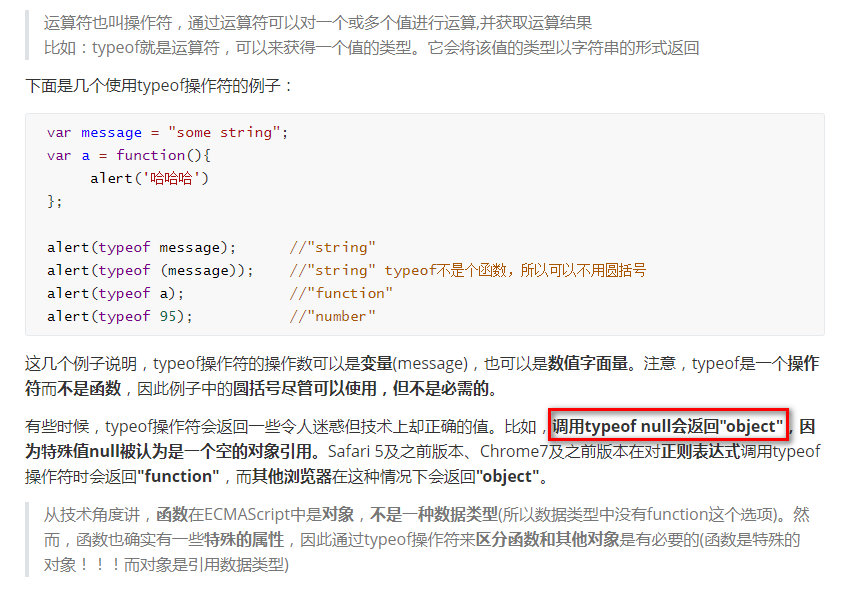 运算符也叫操作符，通过运算符可以对一个或多个值进行运算,并获取运算结果
比如：typeof就是运算符，可以来获得一个值的类型。它会将该值的类型以字符串的形式返回
下面是几个使用typeof操作符的例子：
var message = "some string";
var a = function(){
alert('哈哈哈')
};
alert(typeof message); //"string"
alert(typeof (message)); //"string" typeof不是个函数，所以可以不用圆括号
alert(typeof a); //"function"
alert(typeof 95); //"number"
这几个例子说明，typeof操作符的操作数可以是变量(message)，也可以是数值字面量。注意，typeof是一个操作
符而不是函数，因此例子中的圆括号尽管可以使用，但不是必需的。
有些时候，typeof操作符会返回一些令人迷惑但技术上却正确的值。比如，调用typeof null会返回"object"，因
为特殊值null被认为是一个空的对象引用。Safari 5及之前版本、Chrome7及之前版本在对正则表达式调用typeof
操作符时会返回"function"，而其他浏览器在这种情况下会返回"object"。
从技术角度讲，函数在ECMAScript中是对象，不是一种数据类型(所以数据类型中没有function这个选项)。然
而，函数也确实有一些特殊的属性，因此通过typeof操作符来区分函数和其他对象是有必要的(函数是特殊的
对象！！！而对象是引用数据类型)